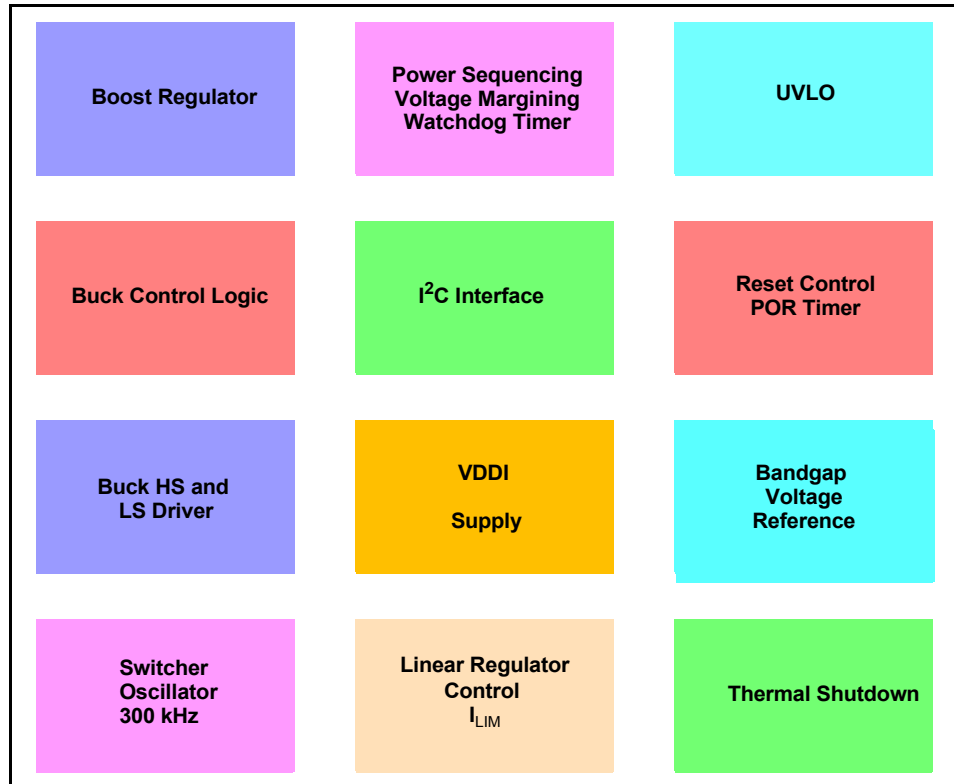 Boost Regulator
Power Sequencing
Voltage Margining
Watchdog Timer
UVLO
Buck Control Logic
I²C Interface
Reset Control
POR Timer
Buck HS and
LS Driver
VDDI
Supply
Bandgap
Voltage
Reference
Switcher
Oscillator
300 kHz
Linear Regulator
Control
I_LIM
Thermal Shutdown